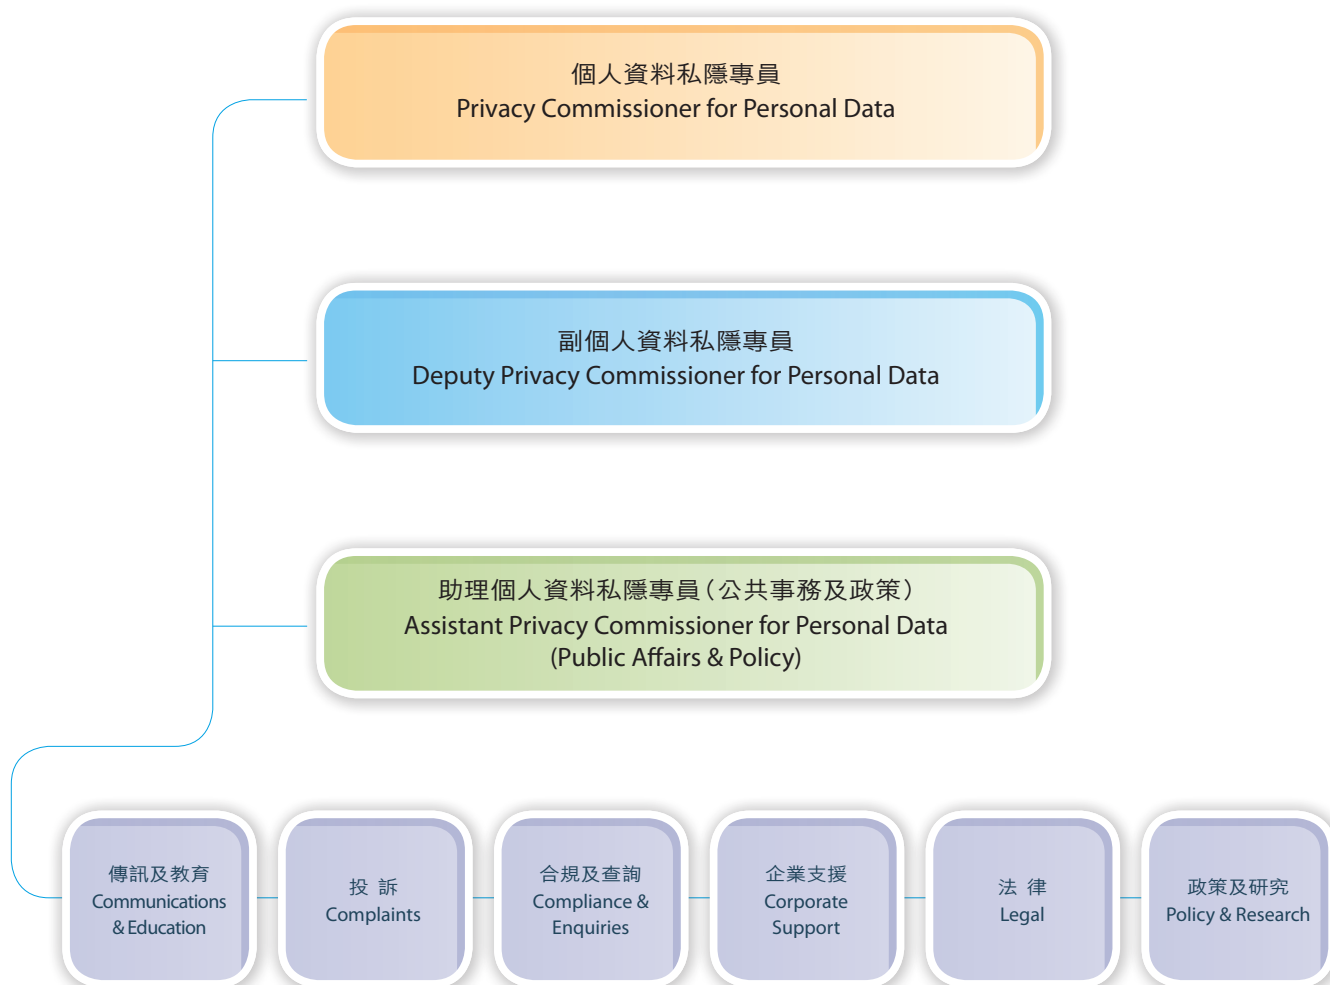 個人資料私隱專員
Privacy Commissioner for Personal Data
副個人資料私隱專員
Deputy Privacy Commissioner for Personal Data
助理個人資料私隱專員（公共事務及政策）
Assistant Privacy Commissioner for Personal Data
(Public Affairs & Policy)
傳訊及教育
Communications
& Education
投 訴
Complaints
合規及查詢
Compliance &
Enquiries
企業支援
Corporate
Support
法 律
Legal
政策及研究
Policy & Research